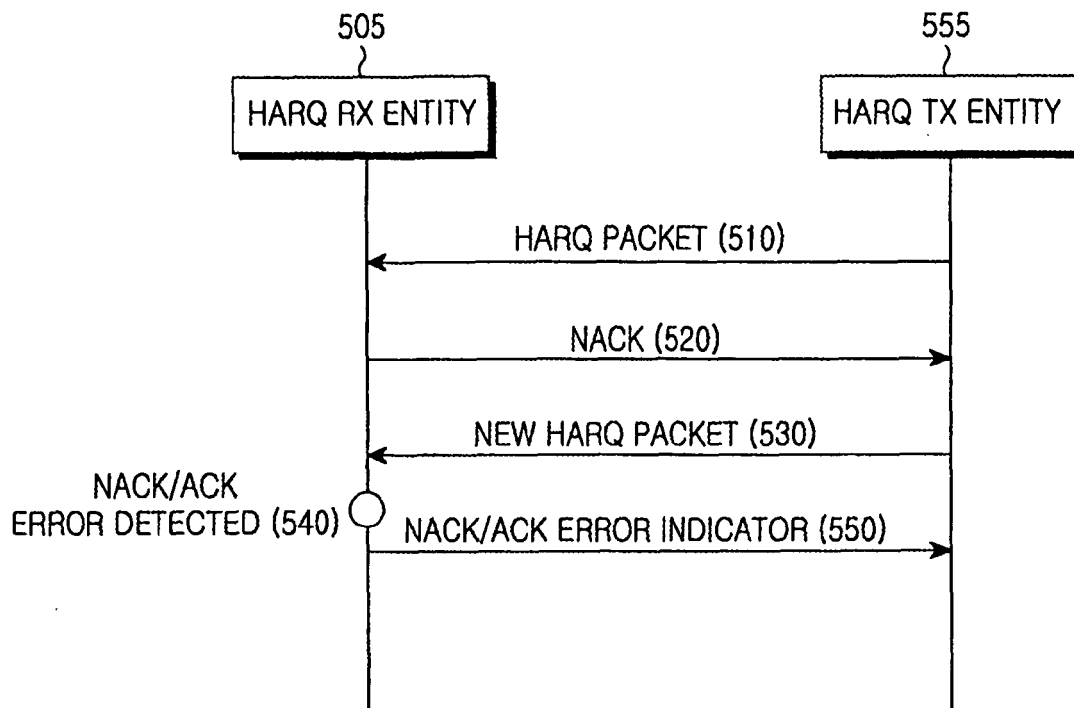 505
555
HARQ RX ENTITY
HARQ TX ENTITY
HARQ PACKET (510)
NACK (520)
NEW HARQ PACKET (530)
NACK/ACK
ERROR DETECTED (540)
NACK/ACK ERROR INDICATOR (550)